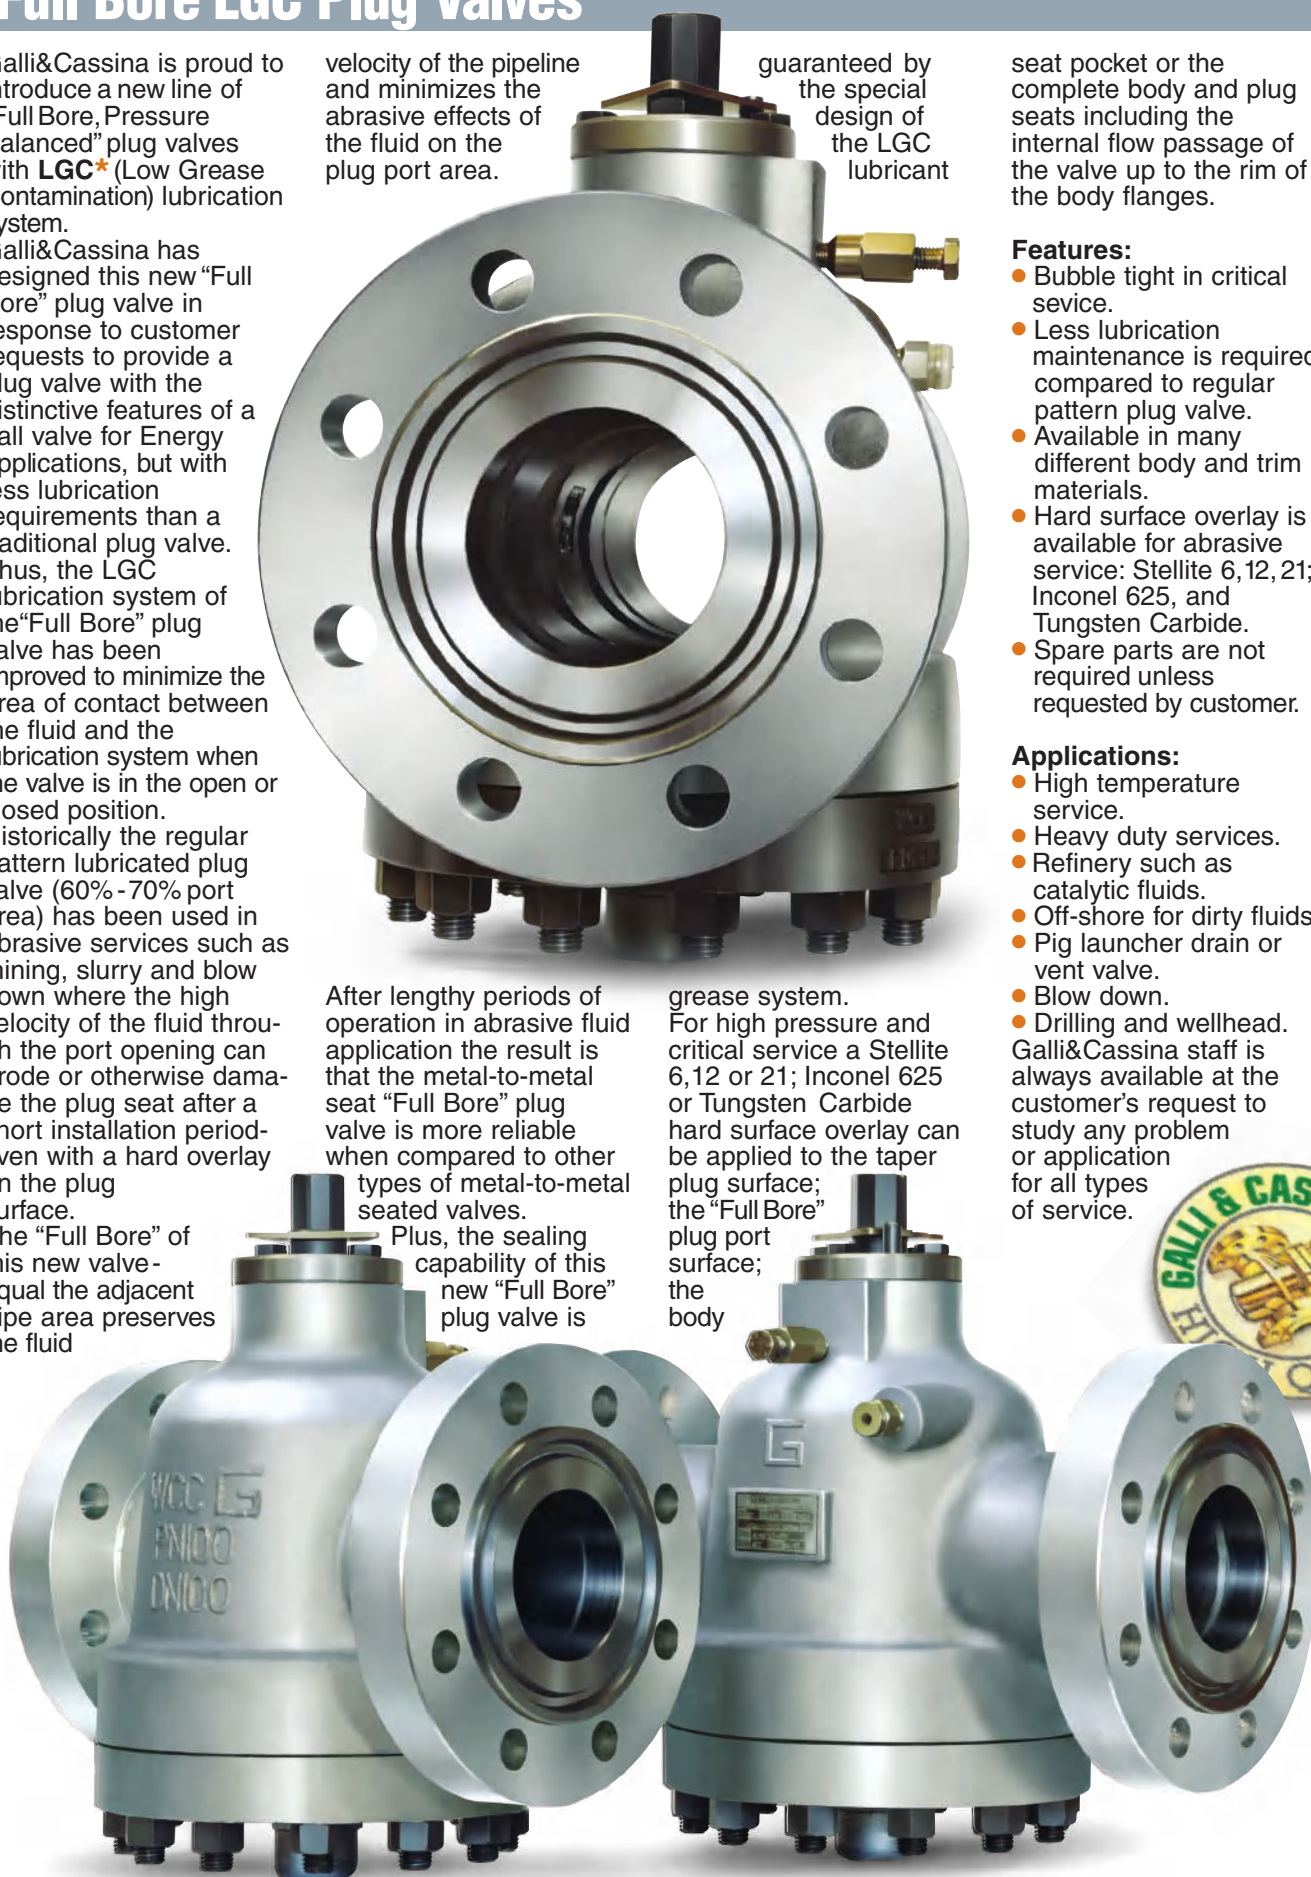 Full Bore LGC Plug Valves
Galli&Cassina is proud to
ntroduce a new line of
Full Bore, Pressure
alanced” plug valves
with LGC* (Low Grease
ontamination) lubrication
ystem.
Galli&Cassina has
esigned this new “Full
ore” plug valve in
esponse to customer
equests to provide a
lug valve with the
istinctive features of a
all valve for Energy
pplications, but with
ess lubrication
equirements than a
raditional plug valve.
hus, the LGC
ubrication system of
he“Full Bore” plug
alve has been
mproved to minimize the
rea of contact between
he fluid and the
ubrication system when
he valve is in the open or
losed position.
istorically the regular
attern lubricated plug
alve (60%-70% port
rea) has been used in
brasive services such as
mining, slurry and blow
own where the high
elocity of the fluid throu-
h the port opening can
rode or otherwise dama-
e the plug seat after a
hort installation period-
ven with a hard overlay
n the plug
urface.
he “Full Bore” of
his new valve-
qual the adjacent
ipe area preserves
he fluid
velocity of the pipeline
and minimizes the
abrasive effects of
the fluid on the
plug port area.
After lengthy periods of
operation in abrasive fluid
application the result is
that the metal-to-metal
seat “Full Bore” plug
valve is more reliable
when compared to other
types of metal-to-metal
seated valves.
Plus, the sealing
capability of this
new “Full Bore”
plug valve is
guaranteed by
the special
design of
the LGC
lubricant
grease system.
For high pressure and
critical service a Stellite
6,12 or 21; Inconel 625
or Tungsten Carbide
hard surface overlay can
be applied to the taper
plug surface;
the “Full Bore”
plug port
surface;
the
body
seat pocket or the
complete body and plug
seats including the
internal flow passage of
the valve up to the rim of
the body flanges.
Features:
● Bubble tight in critical
sevice.
● Less lubrication
maintenance is required
compared to regular
pattern plug valve.
● Available in many
different body and trim
materials.
● Hard surface overlay is
available for abrasive
service: Stellite 6,12,21;
Inconel 625, and
Tungsten Carbide.
● Spare parts are not
required unless
requested by customer.
Applications:
● High temperature
service.
● Heavy duty services.
● Refinery such as
catalytic fluids.
● Off-shore for dirty fluids
● Pig launcher drain or
vent valve.
● Blow down.
● Drilling and wellhead.
Galli&Cassina staff is
always available at the
customer’s request to
study any problem
or application
for all types
of service.
GALLI & CAS
WCC G
PN100
DN100
G